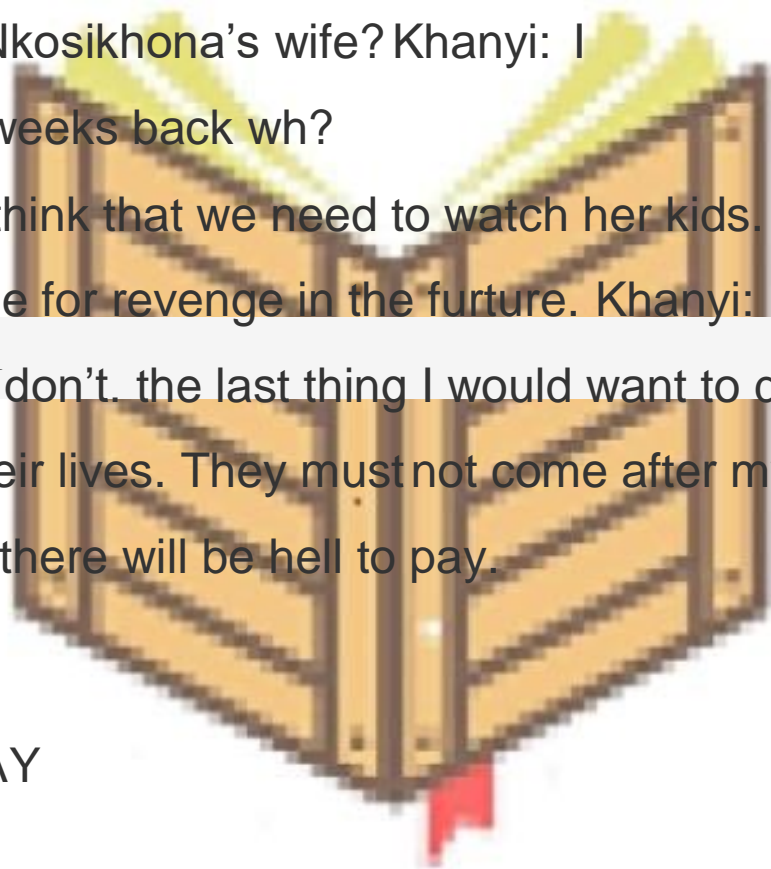 Nkosikhona’s wife? Khanyi: I
weeks back wh?
think that we need to watch her kids.
e for revenge in the furture. Khanyi:
don’t. the last thing I would want to
eir lives. They must not come after
there will be hell to pay.
AY